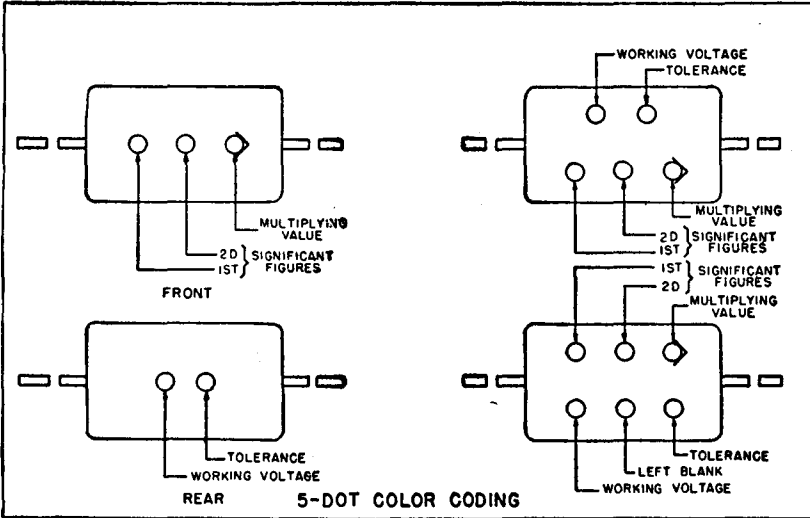 MULTIPLYING
VALUE
2D
1ST
SIGNIFICANT
FIGURES
FRONT
TOLERANCE
WORKING VOLTAGE
REAR
WORKING VOLTAGE
TOLERANCE
MULTIPLYING
VALUE
2D
1ST
SIGNIFICANT
FIGURES
1ST
2D
SIGNIFICANT
FIGURES
MULTIPLYING
VALUE
TOLERANCE
LEFT BLANK
WORKING VOLTAGE
5-DOT COLOR CODING